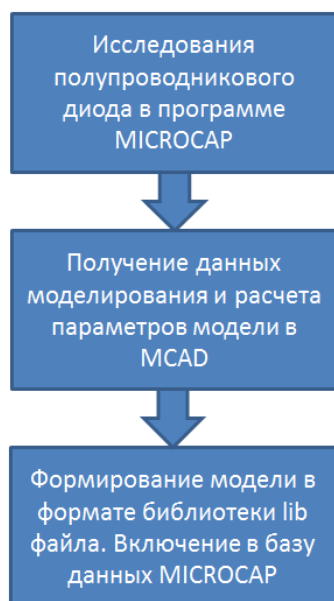 Исследования
полупроводникового
диода в программе
MICROCAP
Получение данных
моделирования и расчета
параметров модели в
MCAD
Формирование модели в
формате библиотеки lib
файла. Включение в базу
данных MICROCAP